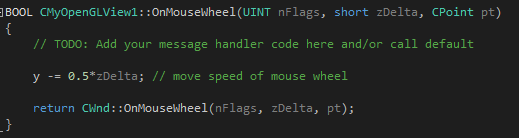 BOOL CMyOpenGLView1::OnMouseWheel(UINT nFlags, short zDelta, CPoint pt)
{
// TODO: Add your message handler code here and/or call default
y -= 0.5*zDelta; // move speed of mouse wheel
return CWnd::OnMouseWheel(nFlags, zDelta, pt);
}